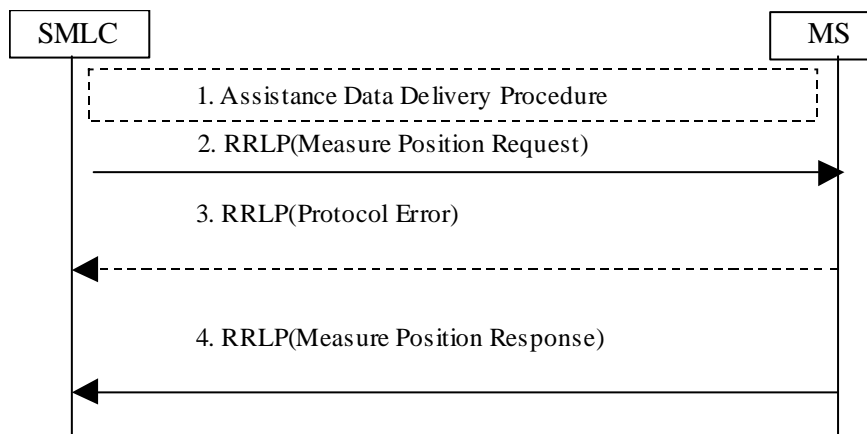 SMLC
MS
1. Assistance Data Delivery Procedure
2. RRLP(Measure Position Request)
3. RRLP(Protocol Error)
4. RRLP(Measure Position Response)